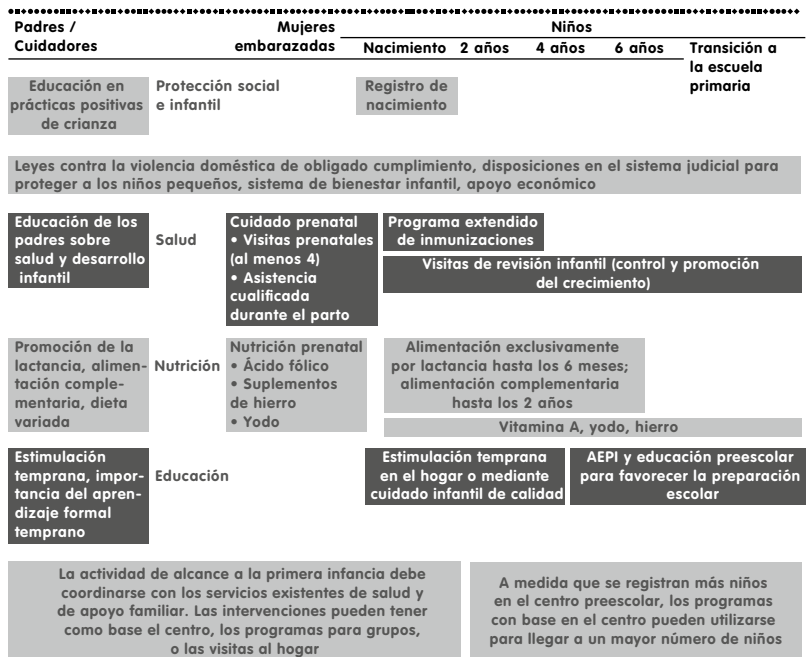 Padres /
Cuidadores
Mujeres
embarazadas
Niños
Nacimiento 2 años 4 años 6 años Transición a
la escuela
primaria
Educación en
prácticas positivas
de crianza
Protección social
e infantil
Registro de
nacimiento
Leyes contra la violencia doméstica de obligado cumplimiento, disposiciones en el sistema judicial para
proteger a los niños pequeños, sistema de bienestar infantil, apoyo económico
Educación de los
padres sobre
salud y desarrollo
infantil
Salud
Cuidado prenatal
• Visitas prenatales
(al menos 4)
• Asistencia
cualificada
durante el parto
Programa extendido
de inmunizaciones
Visitas de revisión infantil (control y promoción
del crecimiento)
Promoción de la
lactancia, alimen-
tación comple-
mentaria, dieta
variada
Nutrición
Nutrición prenatal
• Ácido fólico
• Suplementos
de hierro
• Yodo
Alimentación exclusivamente
por lactancia hasta los 6 meses;
alimentación complementaria
hasta los 2 años
Vitamina A, yodo, hierro
Estimulación
temprana, impor-
tancia del apren-
dizaje formal
temprano
Educación
Estimulación temprana
en el hogar o mediante
cuidado infantil de calidad
AEPI y educación preescolar
para favorecer la preparación
escolar
La actividad de alcance a la primera infancia debe
coordinarse con los servicios existentes de salud y
de apoyo familiar. Las intervenciones pueden tener
como base el centro, los programas para grupos,
o las visitas al hogar
A medida que se registran más niños
en el centro preescolar, los programas
con base en el centro pueden utilizarse
para llegar a un mayor número de niños